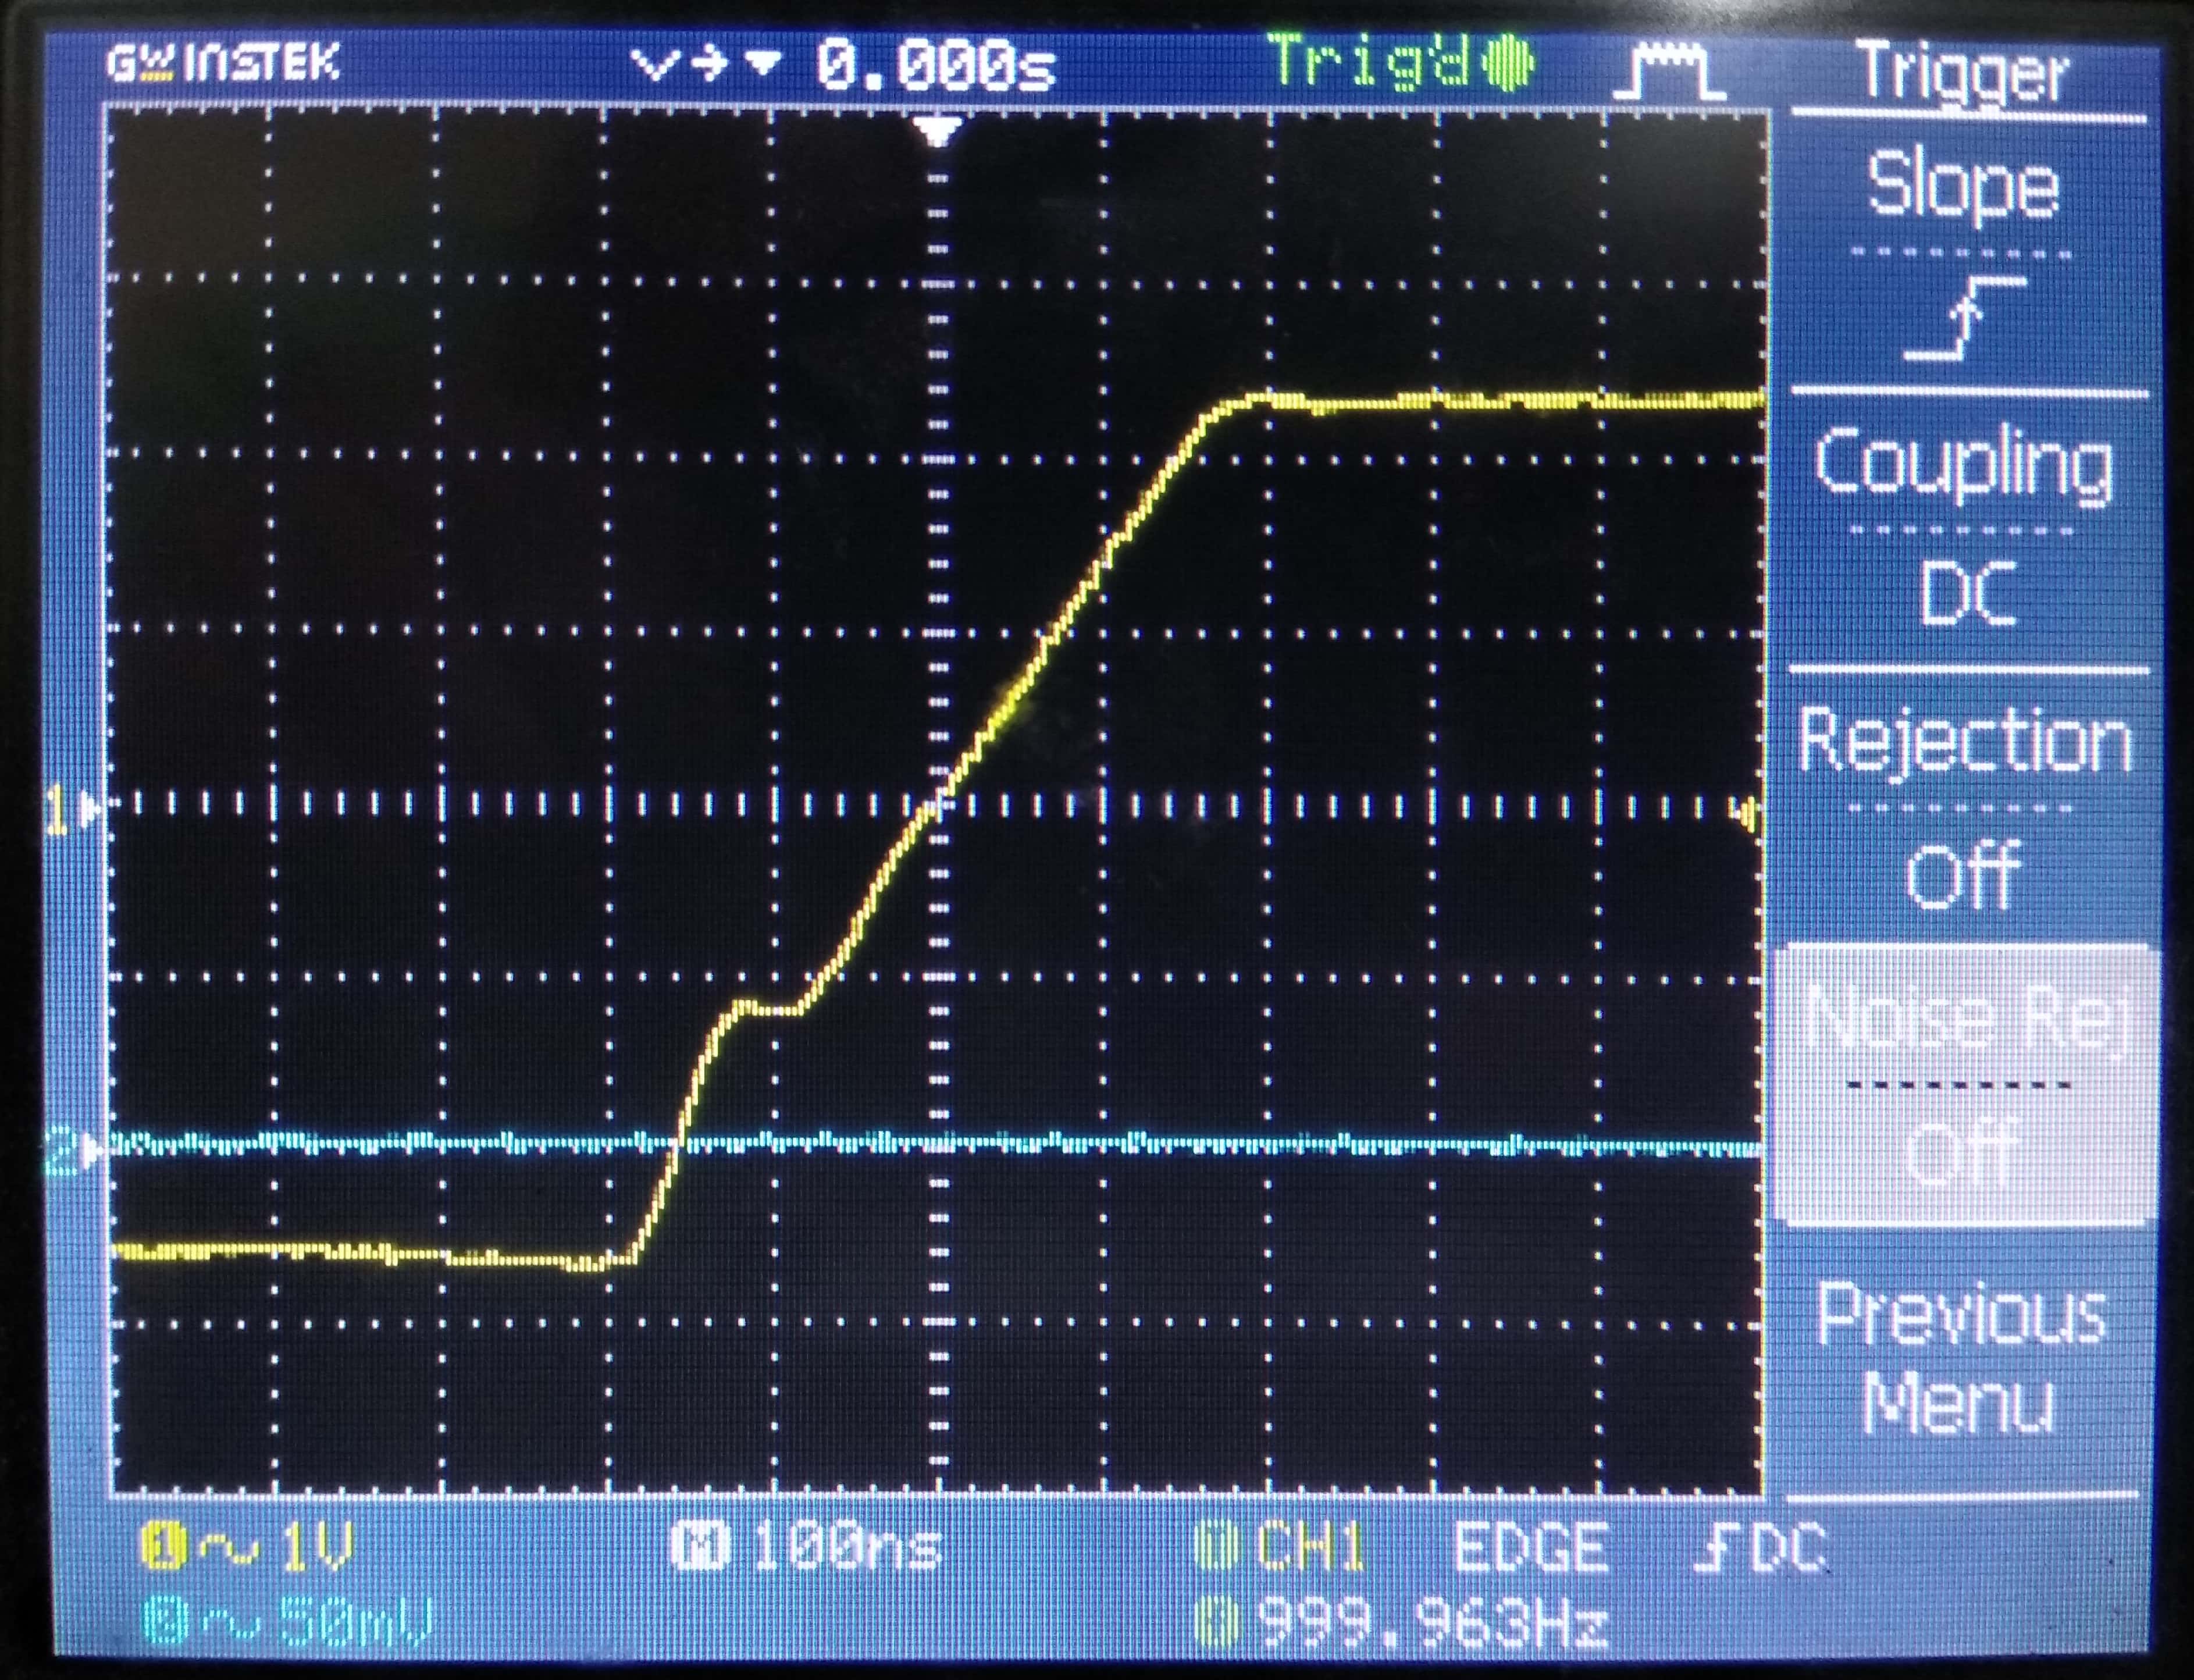 GW INSTEK 0.000s Trig'd Trigger
Slope
Coupling
DC
Rejection
Off
Noise Rej
Off
Previous
Menu
1
2
1 ~ 1V M 100ns CH1 EDGE DC
2 ~ 50mV 999.963Hz